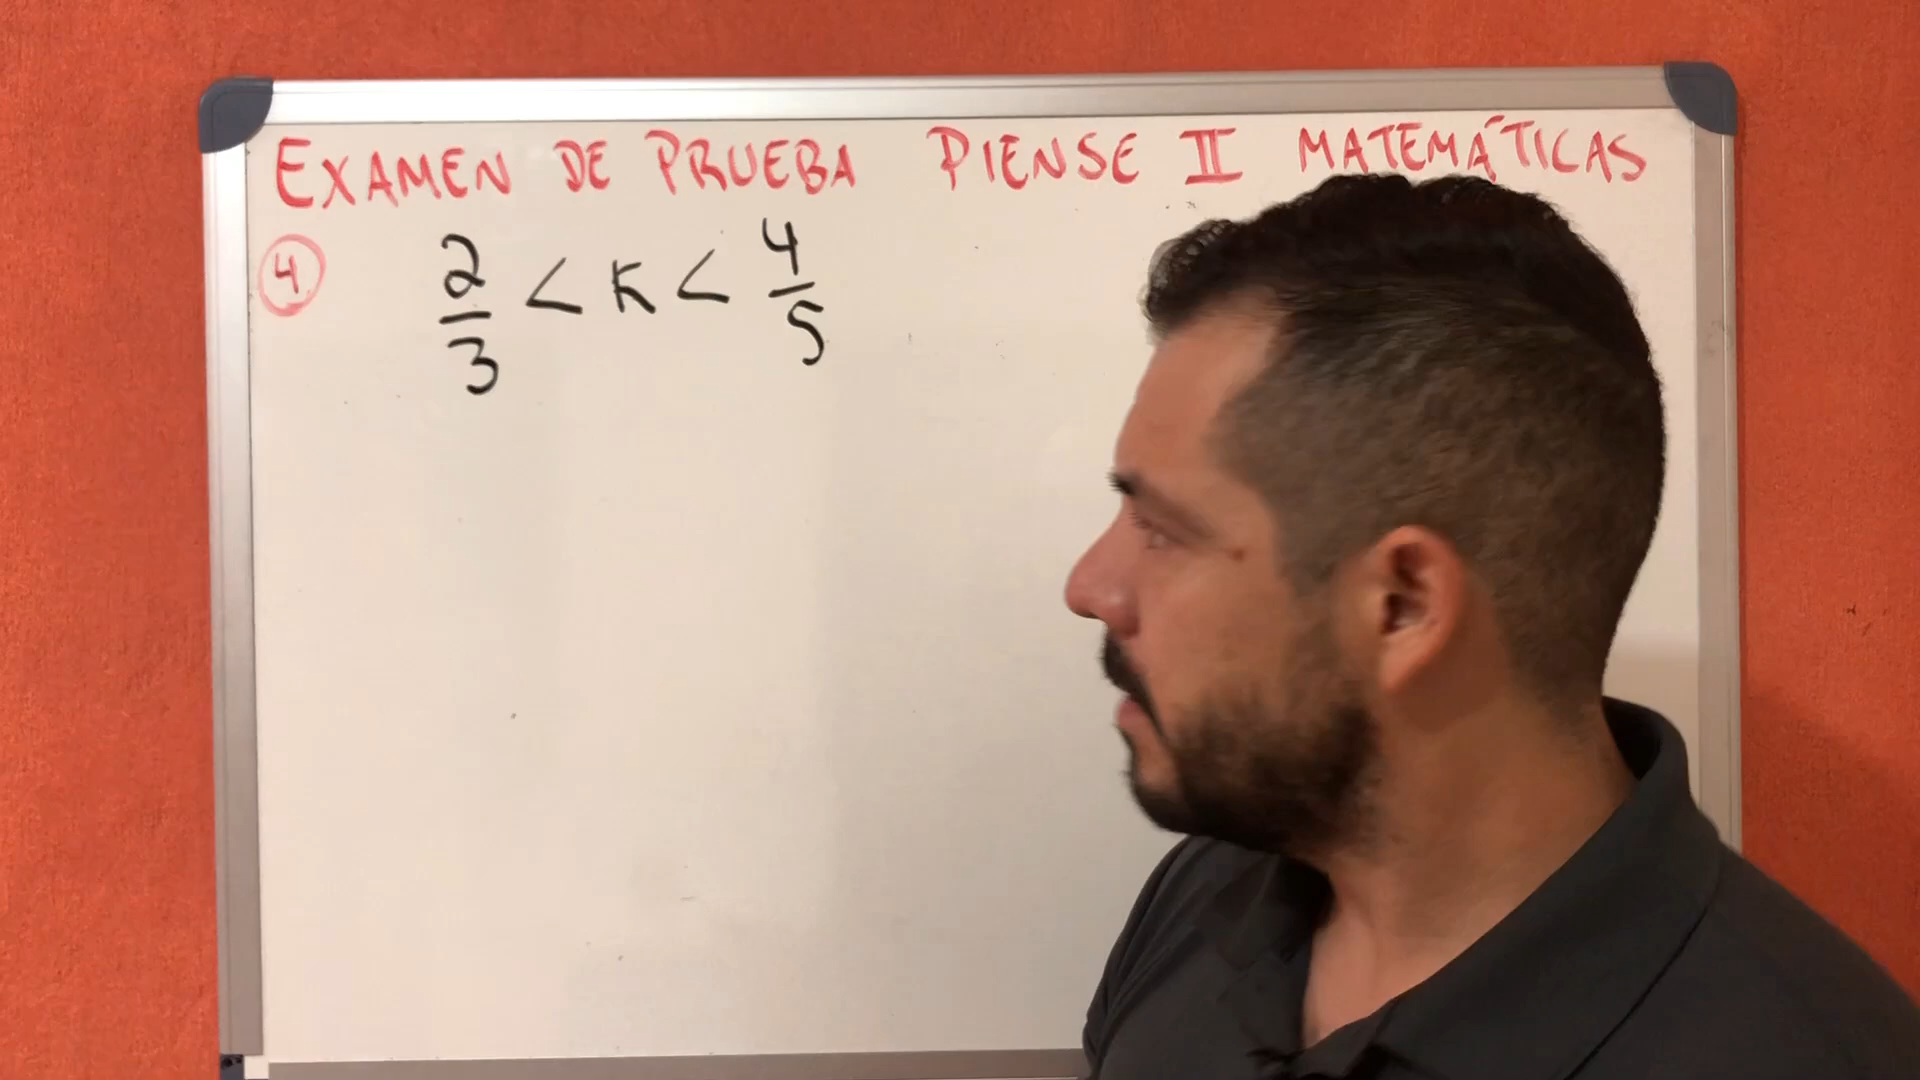 EXAMEN DE PRUEBA PIENSE II MATEMÁTICAS
4 2/3 < K < 4/5